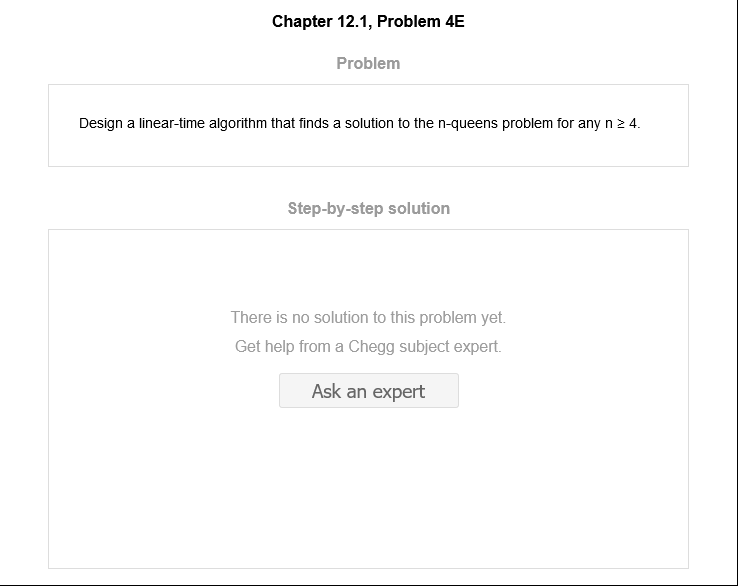 Chapter 12.1, Problem 4E
Problem
Design a linear-time algorithm that finds a solution to the n-queens problem for any n ≥ 4.
Step-by-step solution
There is no solution to this problem yet.
Get help from a Chegg subject expert.
Ask an expert